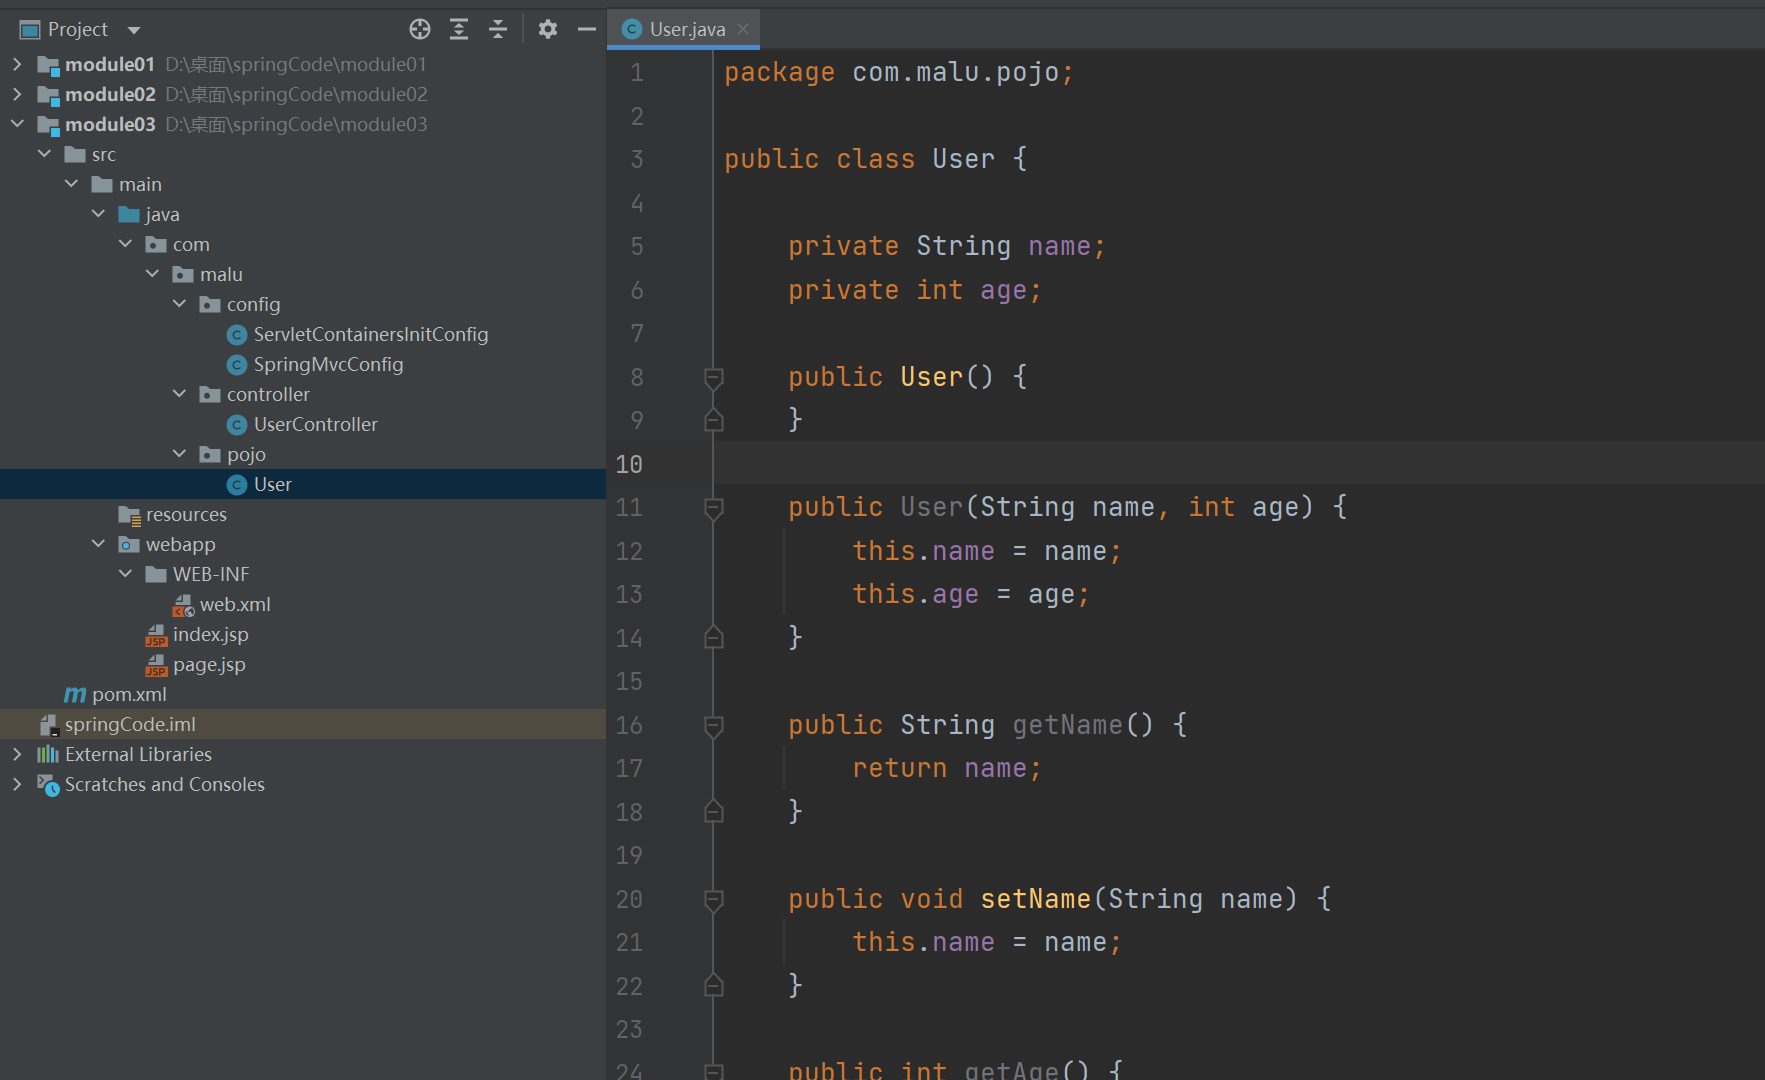 Project
module01 D:\桌面\springCode\module01
module02 D:\桌面\springCode\module02
module03 D:\桌面\springCode\module03
src
main
java
com
malu
config
ServletContainersInitConfig
SpringMvcConfig
controller
UserController
pojo
User
resources
webapp
WEB-INF
web.xml
index.jsp
page.jsp
pom.xml
springCode.iml
External Libraries
Scratches and Consoles
User.java
1 package com.malu.pojo;
2
3 public class User {
4
5     private String name;
6     private int age;
7
8     public User() {
9     }
10
11     public User(String name, int age) {
12         this.name = name;
13         this.age = age;
14     }
15
16     public String getName() {
17         return name;
18     }
19
20     public void setName(String name) {
21         this.name = name;
22     }
23
24     public int getAge() {